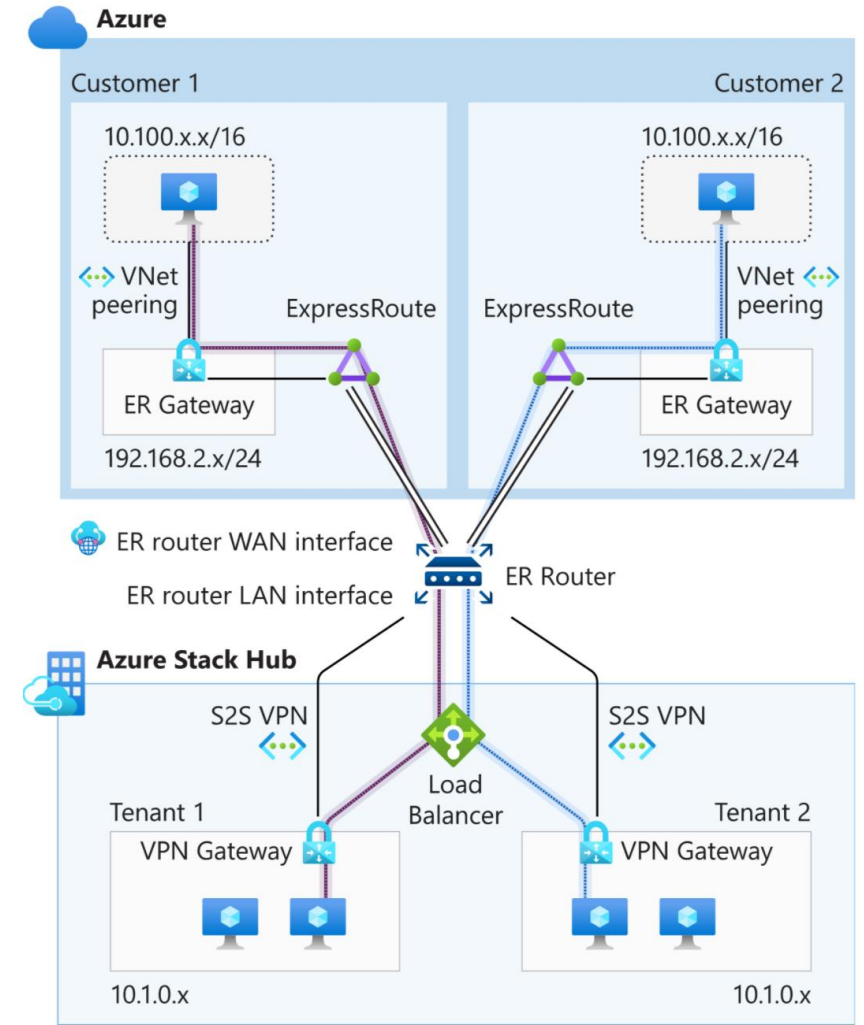 Azure
Customer 1
Customer 2
10.100.x.x/16
10.100.x.x/16
VNet
peering
VNet
peering
ExpressRoute
ExpressRoute
ER Gateway
ER Gateway
192.168.2.x/24
192.168.2.x/24
ER router WAN interface
ER router LAN interface
ER Router
Azure Stack Hub
S2S VPN
S2S VPN
Load
Balancer
Tenant 1
Tenant 2
VPN Gateway
VPN Gateway
10.1.0.x
10.1.0.x